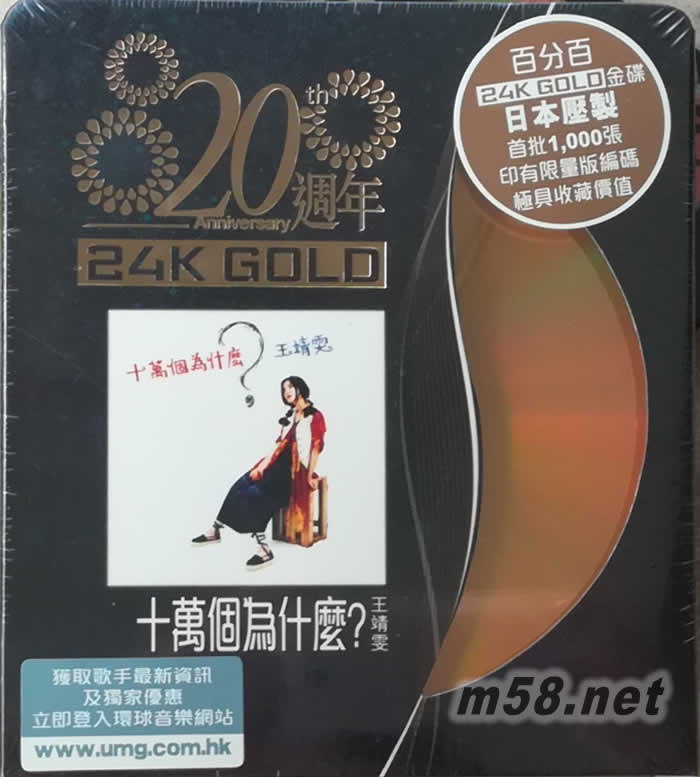 百分百
24K GOLD金碟
日本壓製
首批1,000張
印有限量版編碼
極具收藏價值
20th週年
Anniversary
24K GOLD
十萬個為什麼?
王靖雯
十萬個為什麼?
王靖雯
獲取歌手最新資訊
及獨家優惠
立即登入環球音樂網站
www.umg.com.hk
m58.net